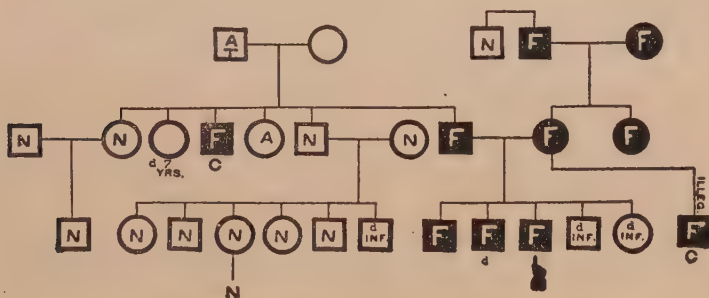 A
T
N F F
N N F A N N F F F
d 7
YRS.
C
N N N N N N d
INF. F F F d
INF. d
INF. ILLEG F
d C
N